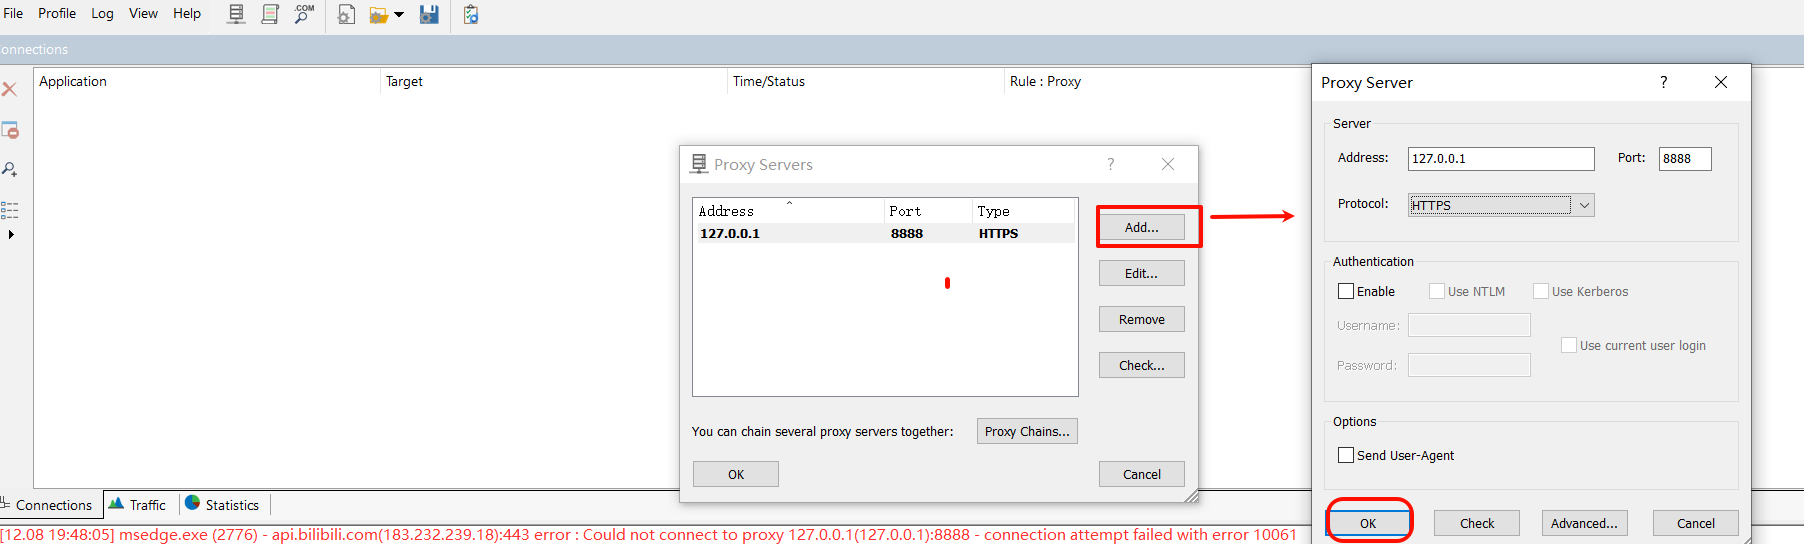 File Profile Log View Help .COM
onnections
Application Target Time/Status Rule : Proxy
Proxy Servers ?
Address Port Type
127.0.0.1 8888 HTTPS
Add...
Edit...
Remove
Check...
You can chain several proxy servers together: Proxy Chains...
OK Cancel
Proxy Server ?
Server
Address: 127.0.0.1 Port: 8888
Protocol: HTTPS
Authentication
Enable Use NTLM Use Kerberos
Username:
Use current user login
Password:
Options
Send User-Agent
OK Check Advanced... Cancel
Connections Traffic Statistics
[12.08 19:48:05] msedge.exe (2776) - api.bilibili.com(183.232.239.18):443 error : Could not connect to proxy 127.0.0.1(127.0.0.1):8888 - connection attempt failed with error 10061